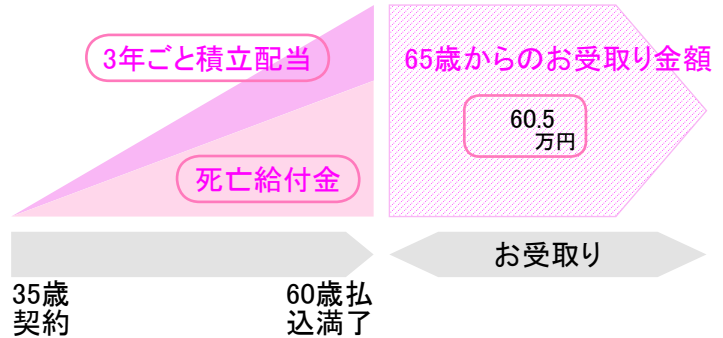 3年ごと積立配当
65歳からのお受取り金額
60.5
万円
死亡給付金
お受取り
35歳
契約
60歳払
込満了